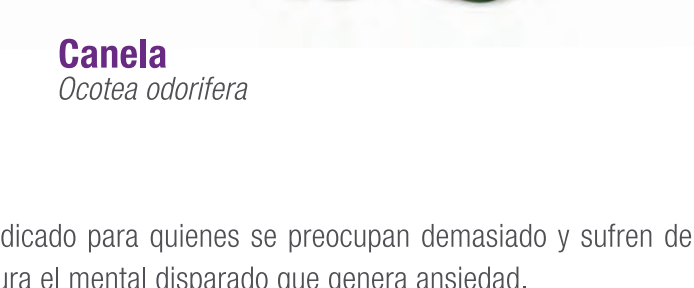 Canela
Ocotea odorifera
dicado para quienes se preocupan demasiado y sufren de
ura el mental disparado que genera ansiedad.